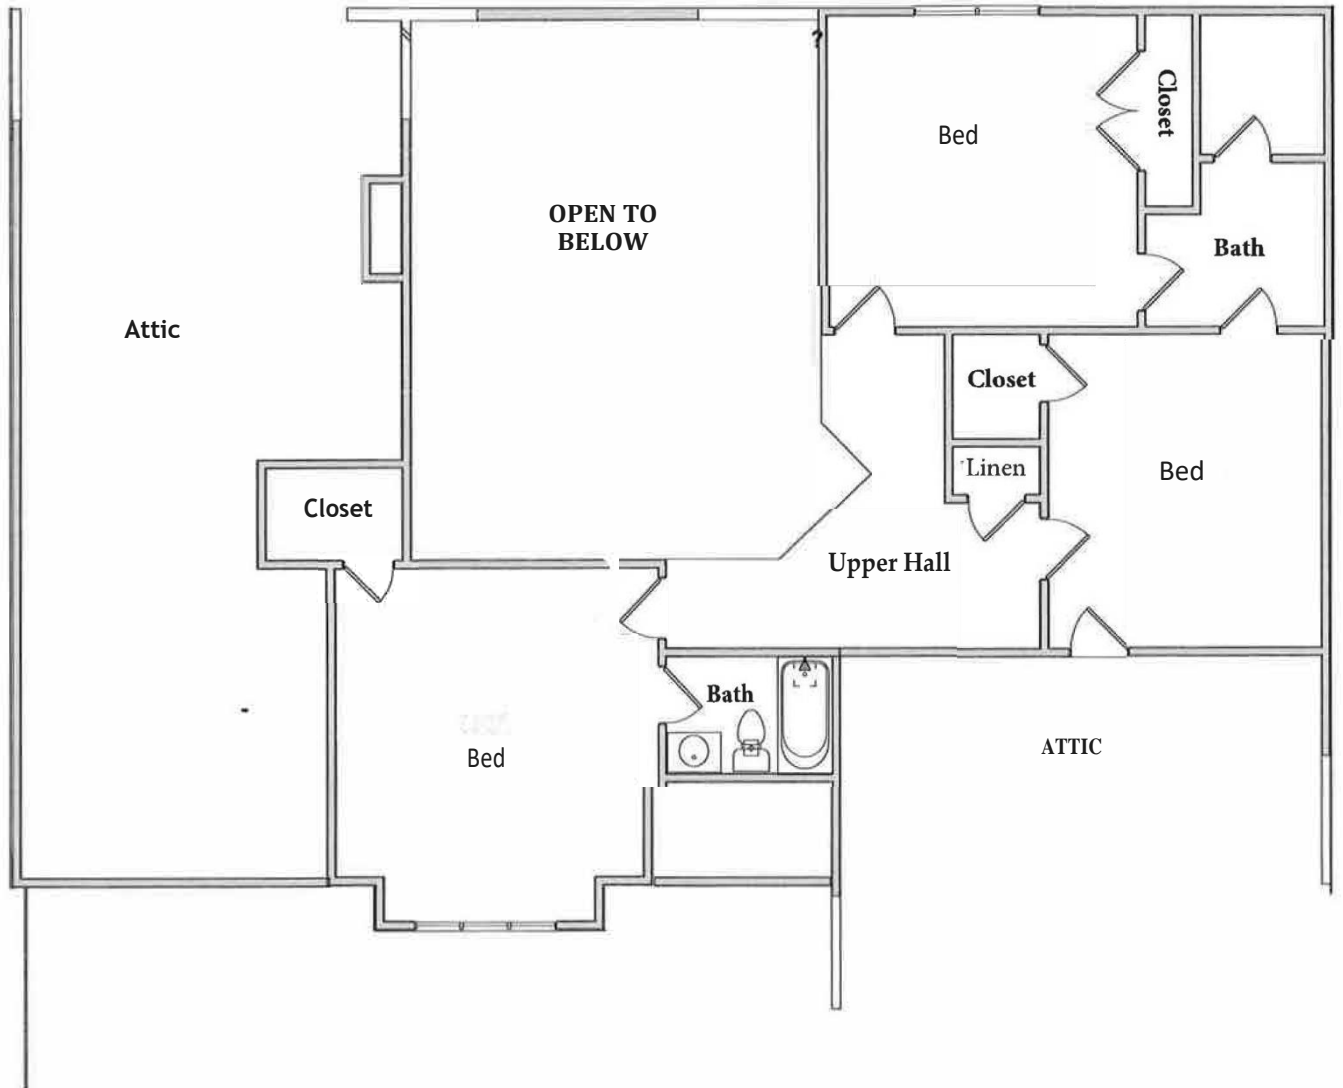 ?
Closet
Bed
OPEN TO
BELOW
Bath
Attic
Closet
Linen
Bed
Closet
Upper Hall
Bath
ATTIC
Bed